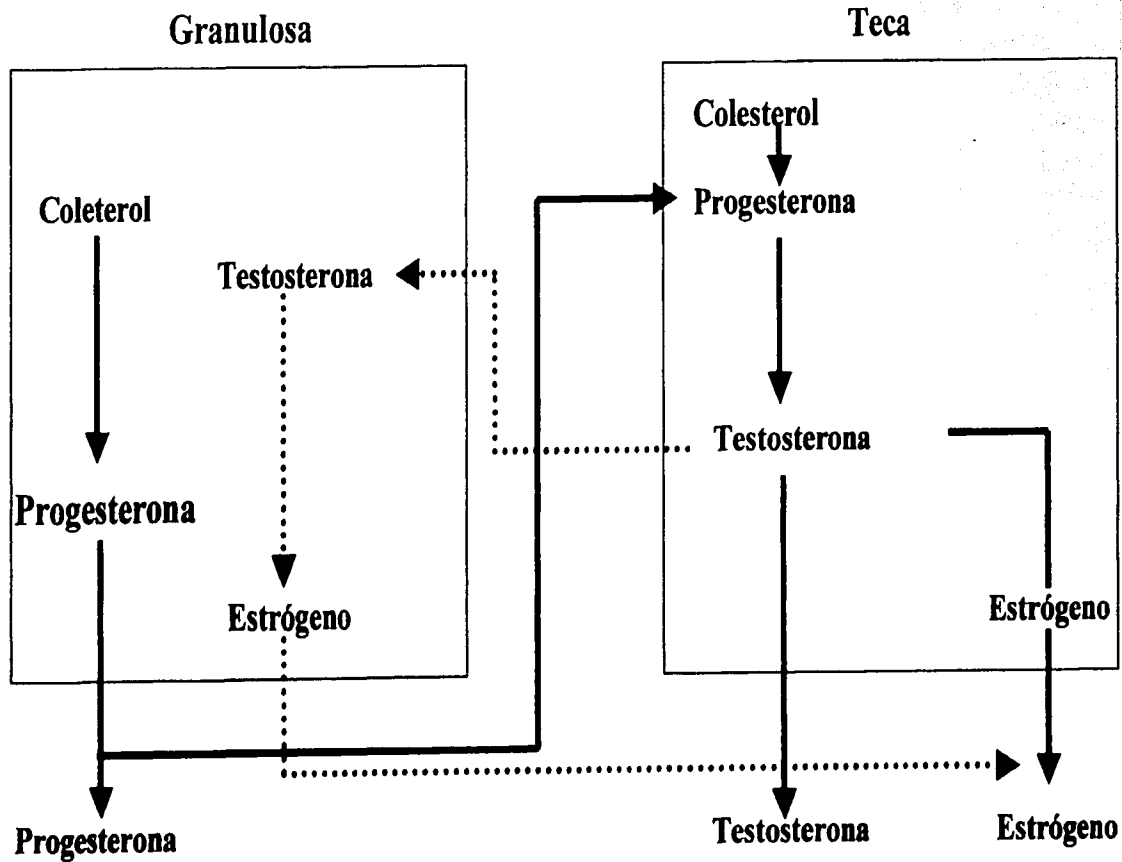 Granulosa
Teca
Colesterol
Coleterol
Progesterona
Testosterona
Testosterona
Progesterona
Estrógeno
Estrógeno
Progesterona
Testosterona
Estrógeno